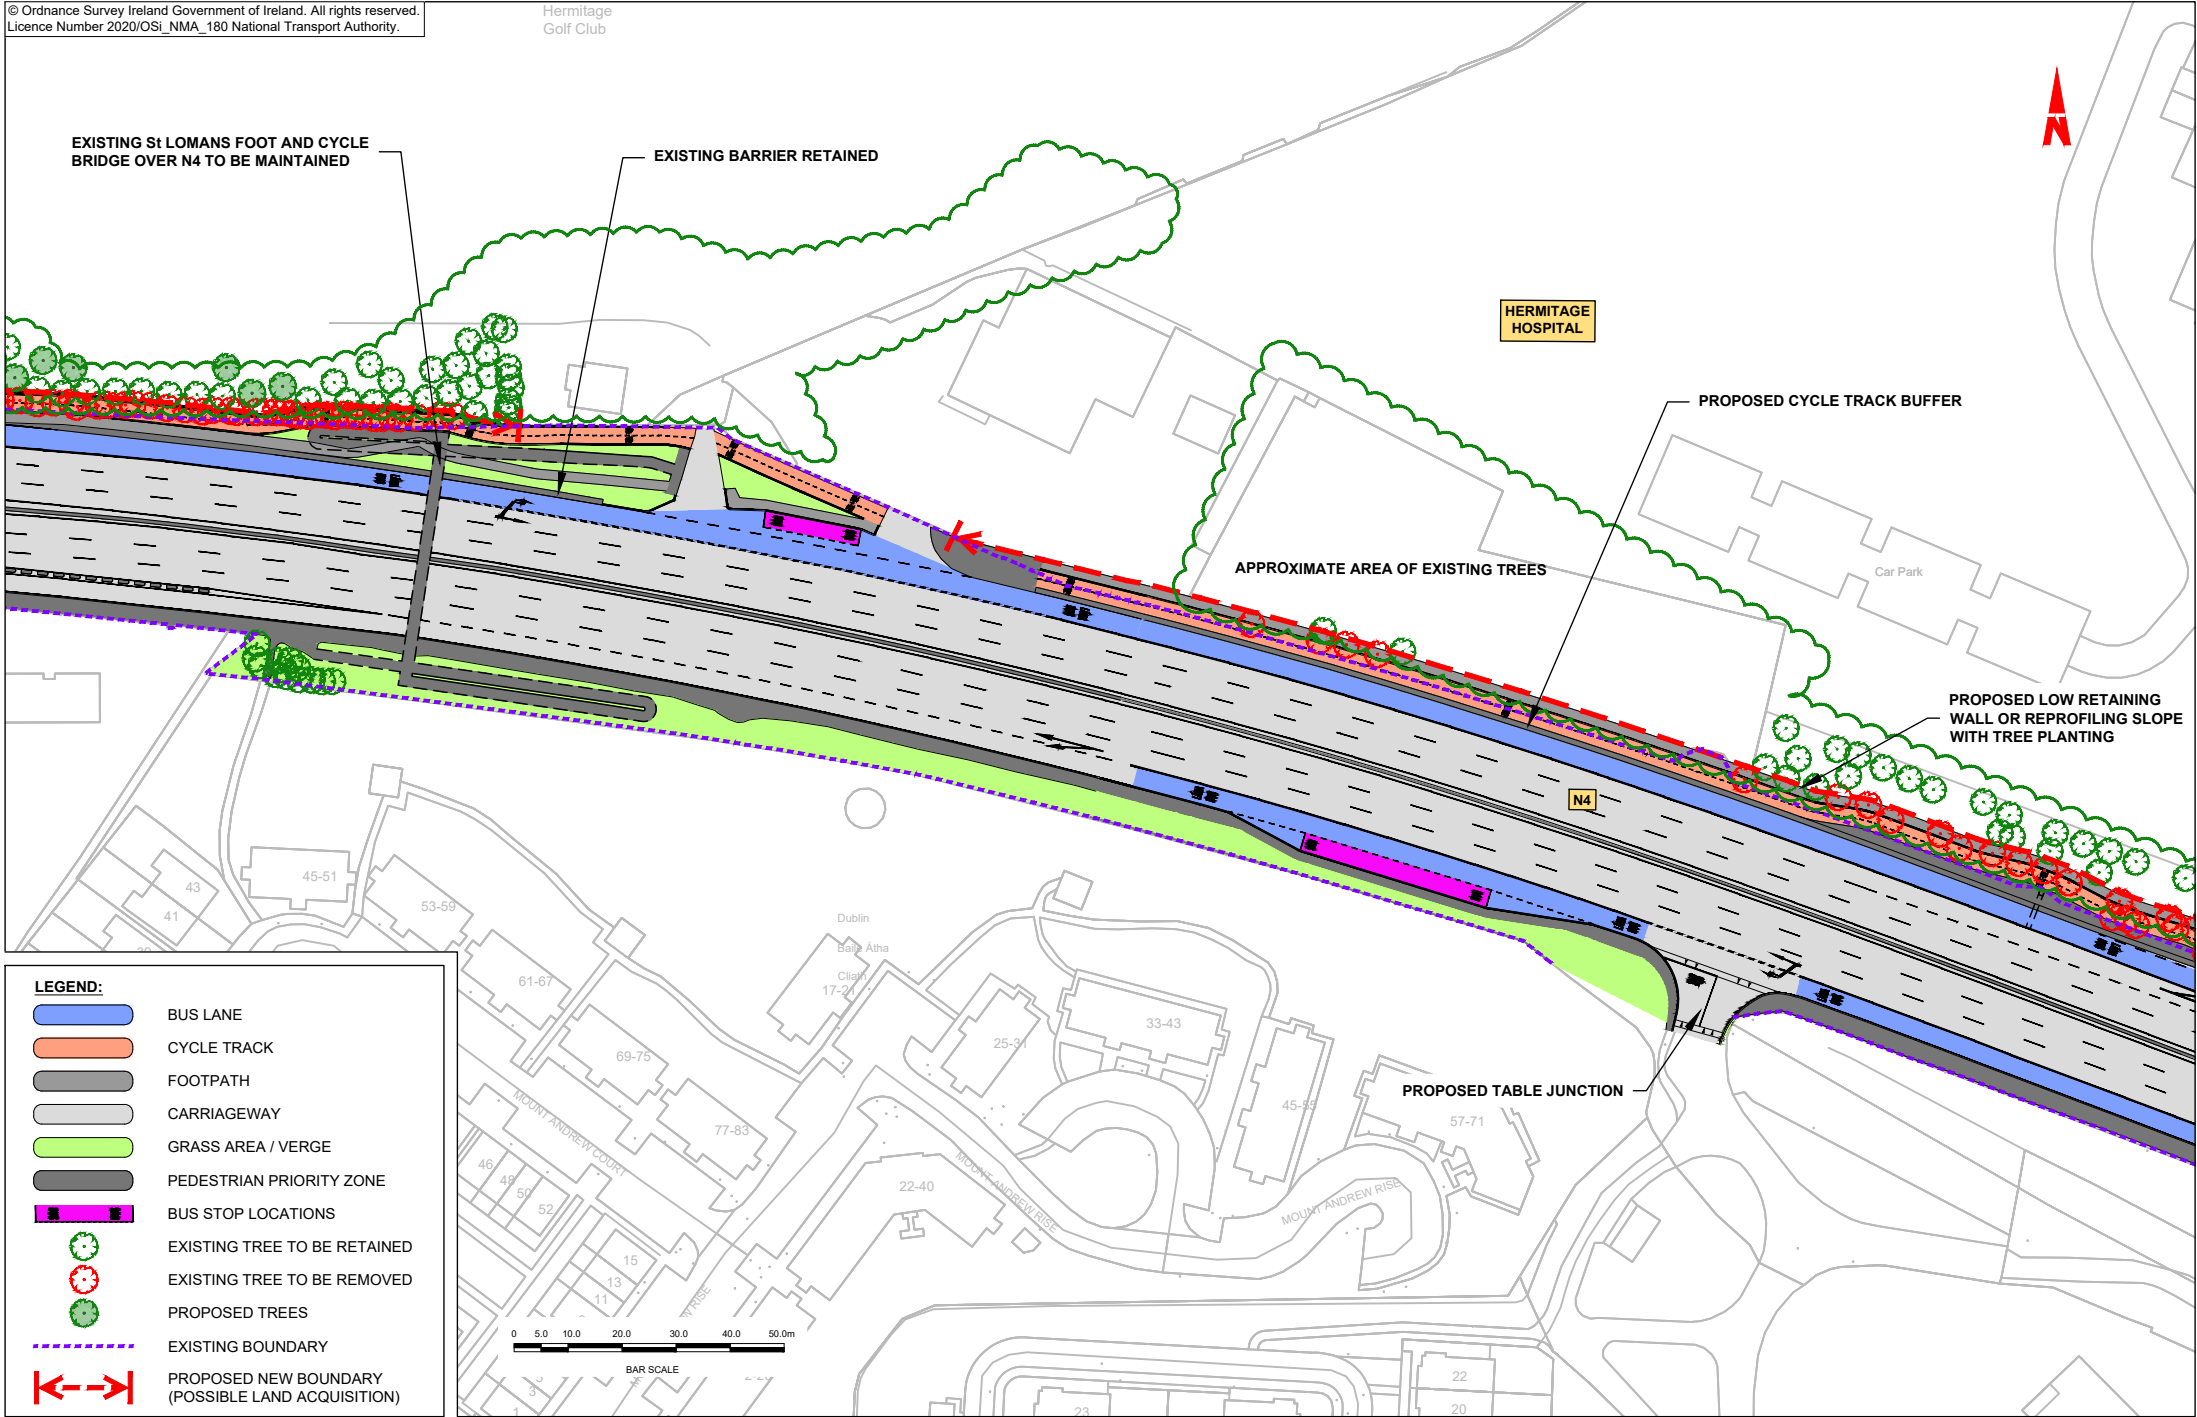 © Ordnance Survey Ireland Government of Ireland. All rights reserved.
Licence Number 2020/OSi_NMA_180 National Transport Authority.
Hermitage
Golf Club
N
EXISTING St LOMANS FOOT AND CYCLE
BRIDGE OVER N4 TO BE MAINTAINED
EXISTING BARRIER RETAINED
HERMITAGE
HOSPITAL
PROPOSED CYCLE TRACK BUFFER
APPROXIMATE AREA OF EXISTING TREES
Car Park
PROPOSED LOW RETAINING
WALL OR REPROFILING SLOPE
WITH TREE PLANTING
N4
43
41
45-51
53-59
61-67
69-75
77-83
Dublin
Baile Átha
Cliath
17-21
25-31
33-43
45-55
57-71
PROPOSED TABLE JUNCTION
MOUNT ANDREW COURT
MOUNT ANDREW RISE
MOUNT ANDREW RISE
22-40
46
48
50
52
15
13
11
RISE
5
3
1
23
22
20
LEGEND:
BUS LANE
CYCLE TRACK
FOOTPATH
CARRIAGEWAY
GRASS AREA / VERGE
PEDESTRIAN PRIORITY ZONE
BUS STOP LOCATIONS
EXISTING TREE TO BE RETAINED
EXISTING TREE TO BE REMOVED
PROPOSED TREES
EXISTING BOUNDARY
PROPOSED NEW BOUNDARY
(POSSIBLE LAND ACQUISITION)
0 5.0 10.0 20.0 30.0 40.0 50.0m
BAR SCALE